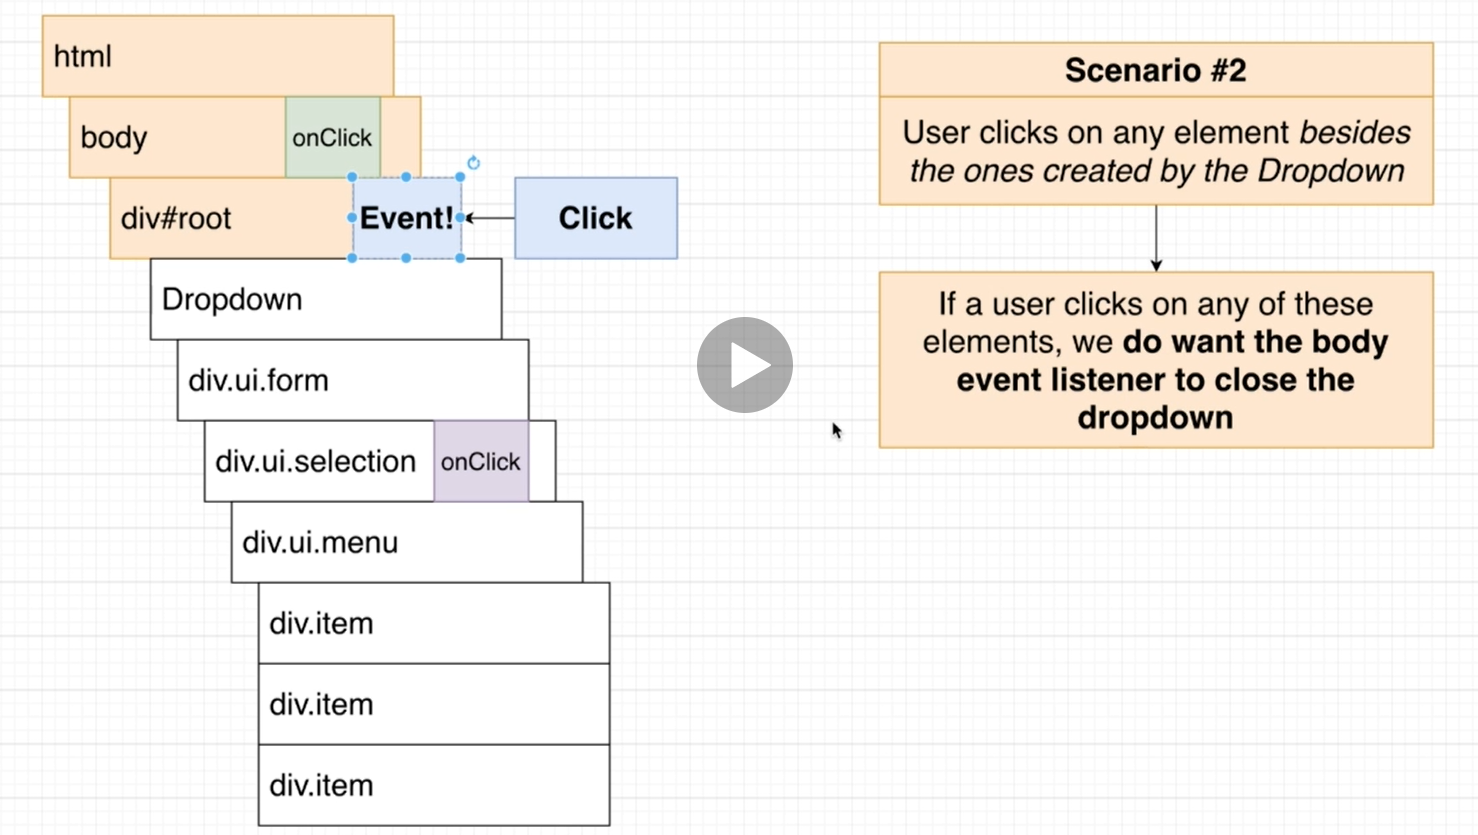 html
body
onClick
div#root
Event!
Click
Dropdown
div.ui.form
div.ui.selection
onClick
div.ui.menu
div.item
div.item
div.item
Scenario #2
User clicks on any element besides
the ones created by the Dropdown
If a user clicks on any of these
elements, we do want the body
event listener to close the
dropdown